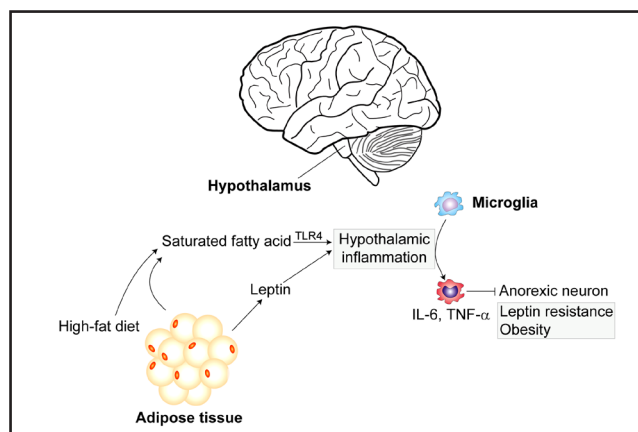 Hypothalamus
Microglia
Saturated fatty acid
TLR4
Hypothalamic
inflammation
Leptin
High-fat diet
IL-6, TNF-α
Anorexic neuron
Leptin resistance
Obesity
Adipose tissue